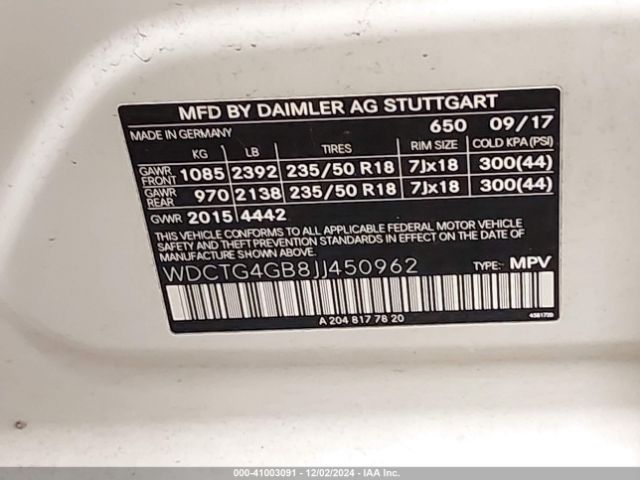 MFD BY DAIMLER AG STUTTGART
MADE IN GERMANY 650 09/17
KG LB TIRES RIM SIZE COLD KPA (PSI)
GAWR FRONT 1085 2392 235/50 R18 7Jx18 300(44)
GAWR REAR 970 2138 235/50 R18 7Jx18 300(44)
GVWR 2015 4442
THIS VEHICLE CONFORMS TO ALL APPLICABLE FEDERAL MOTOR VEHICLE
SAFETY AND THEFT PREVENTION STANDARDS IN EFFECT ON THE DATE
OF MANUFACTURE SHOWN ABOVE.
WDCTG4GB8JJ450962 TYPE: MPV
A 204 817 78 20
000-41003091 - 12/02/2024 - IAA Inc.